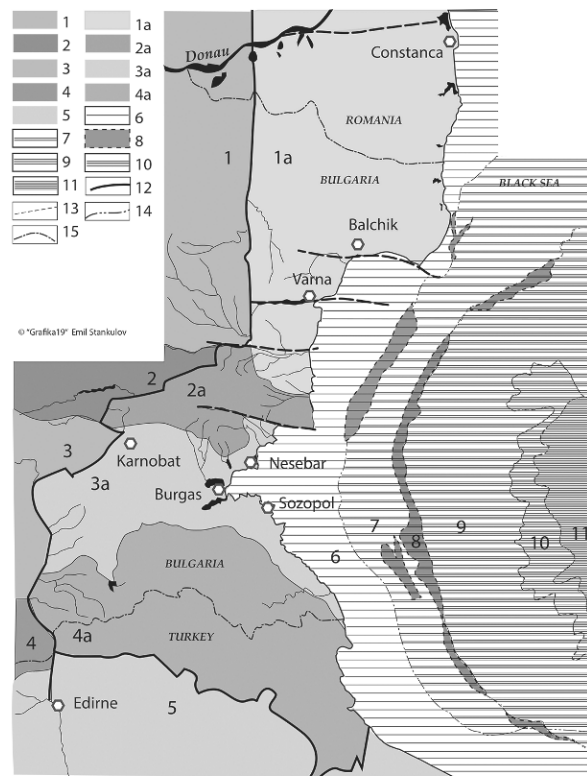 1 1a
2 2a
3 3a
4 4a
5 6
7 8
9 10
11 12
13 14
15
© "Grafika19" Emil Stankulov
Donau
Constanca
ROMANIA
1 1a
BULGARIA
BLACK SEA
Balchik
Varna
2
2a
3
Karnobat
Nesebar
3a
Burgas
Sozopol
7
8
9
10
11
6
BULGARIA
4
4a
TURKEY
Edirne
5